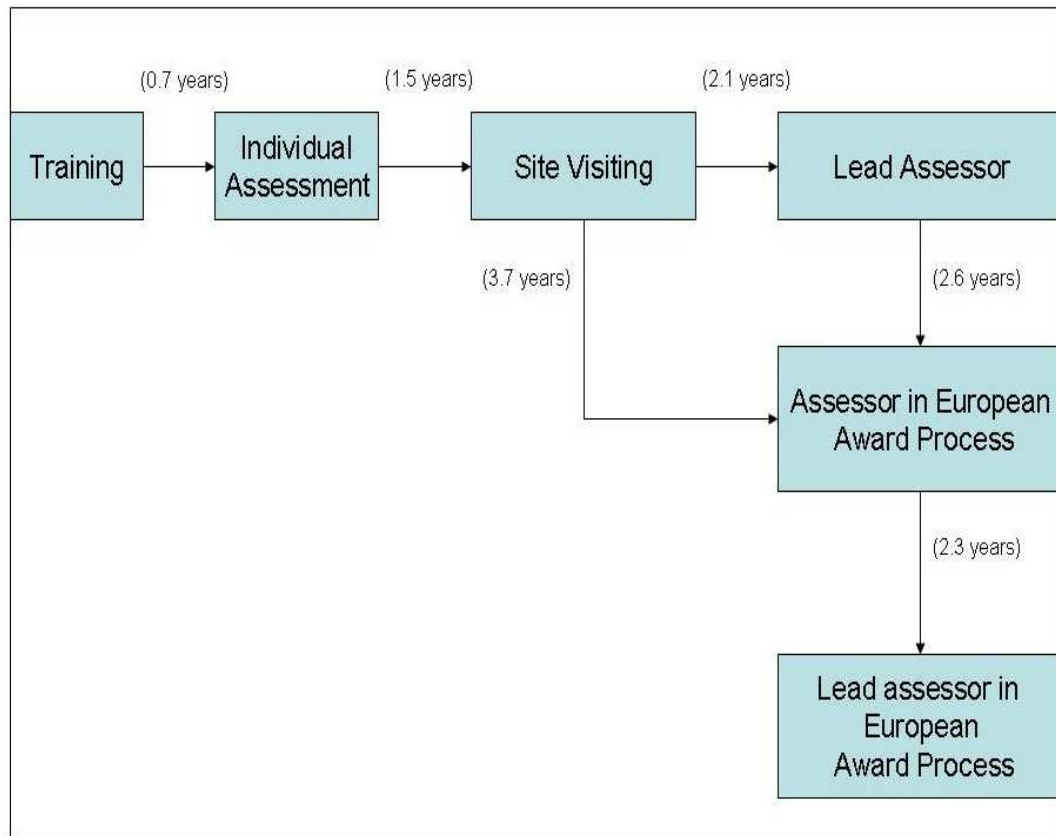 (0.7 years)
(1.5 years)
(2.1 years)
Training
Individual
Assessment
Site Visiting
Lead Assessor
(3.7 years)
(2.6 years)
Assessor in European
Award Process
(2.3 years)
Lead assessor in
European
Award Process